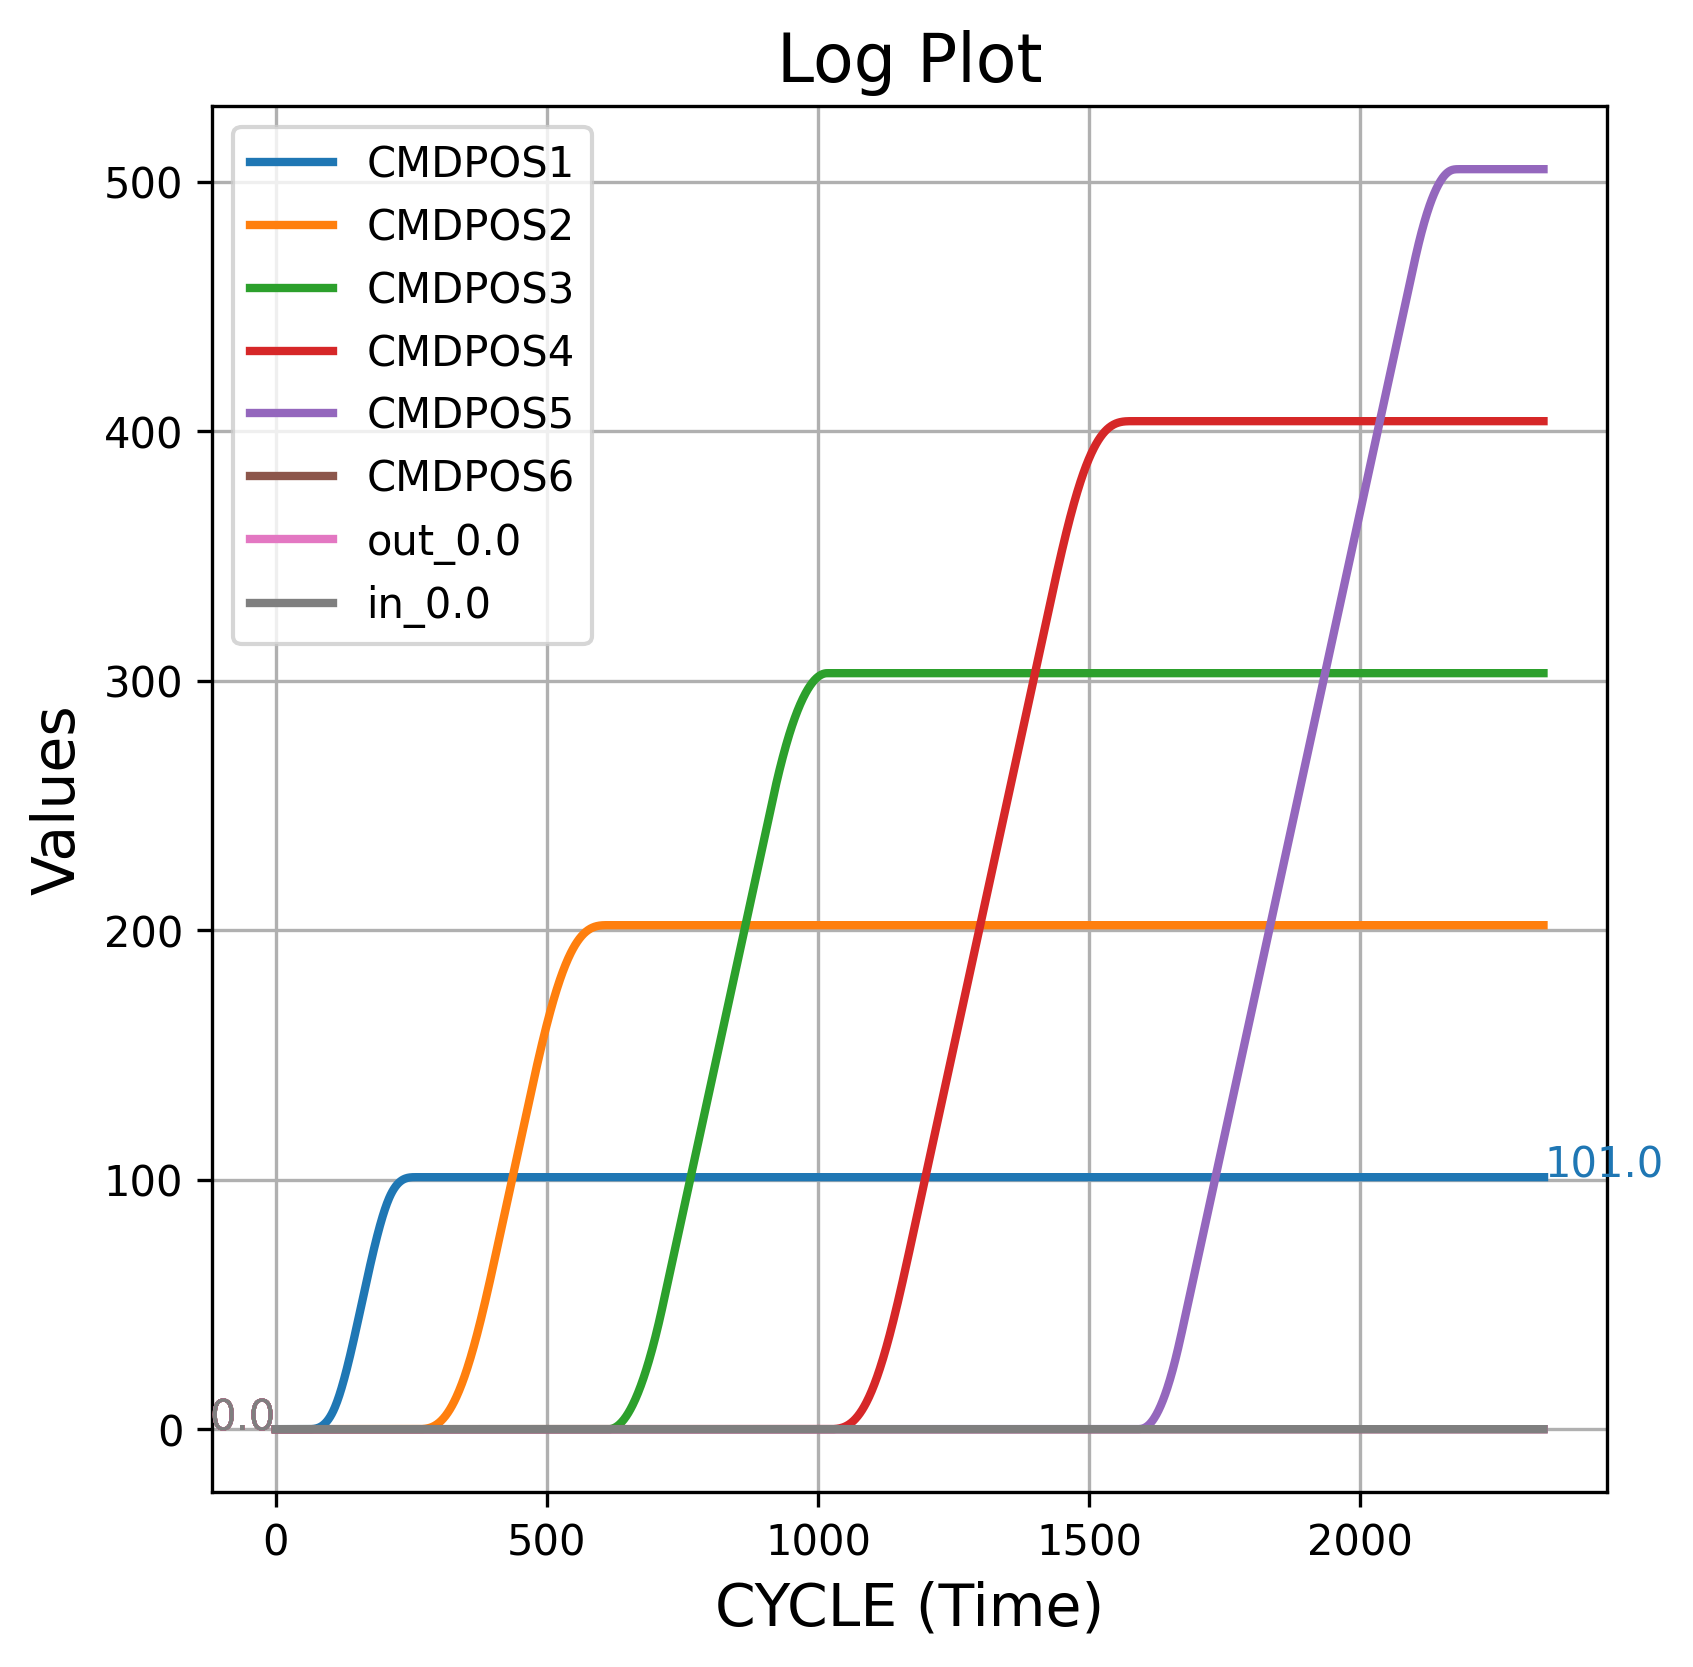 Log Plot
CMDPOS1
CMDPOS2
CMDPOS3
CMDPOS4
CMDPOS5
CMDPOS6
out_0.0
in_0.0
500
400
300
200
100
0
Values
101.0
0.0
0
500
1000
1500
2000
CYCLE (Time)